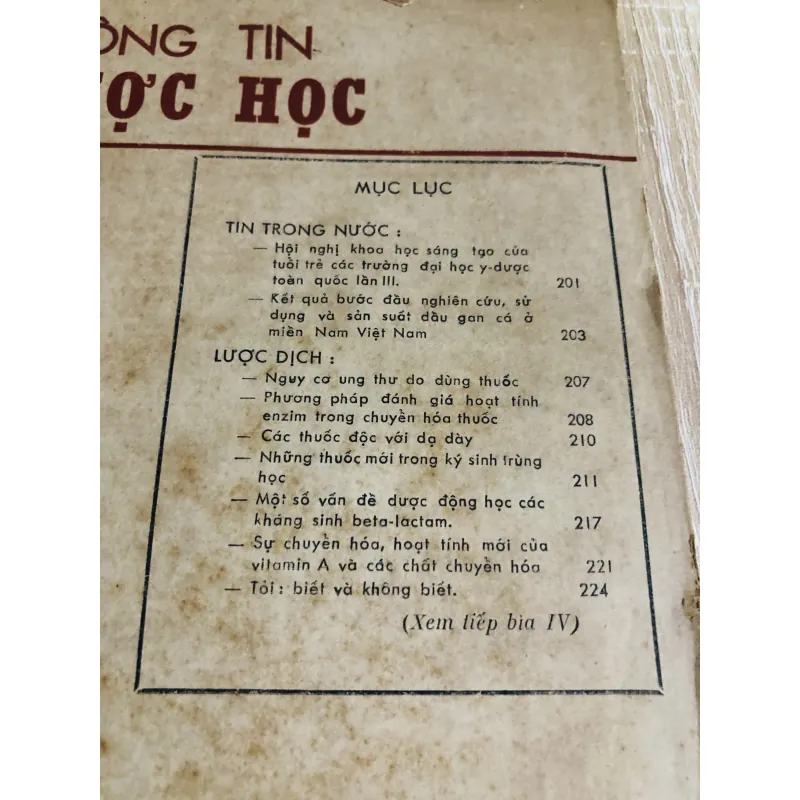 ÔNG TIN
ƯỢC HỌC
MỤC LỤC
TIN TRONG NƯỚC :
— Hội nghị khoa học sáng tạo của
tuổi trẻ các trường đại học y-dược
toàn quốc lần III. 201
— Kết quả bước đầu nghiên cứu, sử
dụng và sản suất dầu gan cá ở
miền Nam Việt Nam 203
LƯỢC DỊCH :
— Nguy cơ ung thư do dùng thuốc 207
— Phương pháp đánh giá hoạt tính
enzim trong chuyển hóa thuốc 208
— Các thuốc độc với dạ dày 210
— Những thuốc mới trong ký sinh trùng
học 211
— Một số vấn đề dược động học các
kháng sinh beta-lactam. 217
— Sự chuyển hóa, hoạt tính mới của
vitamin A và các chất chuyển hóa 221
— Tỏi : biết và không biết. 224
(Xem tiếp bìa IV)